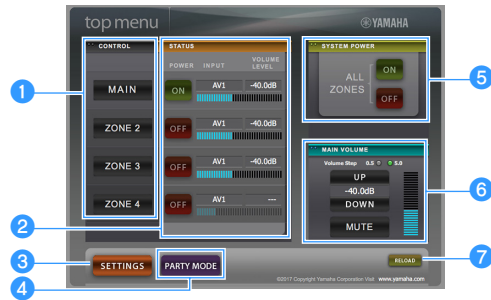 top menu
YAMAHA
CONTROL
STATUS
SYSTEM POWER
POWER INPUT VOLUME LEVEL
MAIN
ON AV1 -40.0dB
ZONE 2
OFF AV1 -40.0dB
ZONE 3
OFF AV1 -40.0dB
ZONE 4
OFF AV1 ---
ALL ZONES
ON
OFF
MAIN VOLUME
Volume Step 0.5 5.0
UP
-40.0dB
DOWN
MUTE
SETTINGS
PARTY MODE
RELOAD
©2017 Copyright Yamaha Corporation Visit www.yamaha.com
1
2
3
4
5
6
7